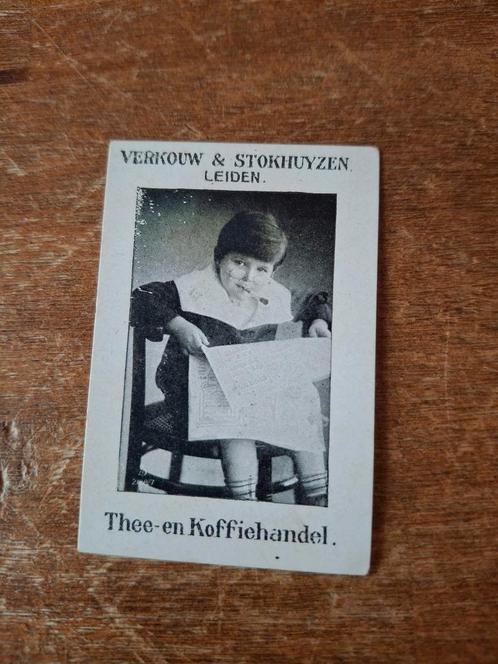 VERKOUW & STOKHUYZEN.
LEIDEN.
Thee-en Koffiehandel.